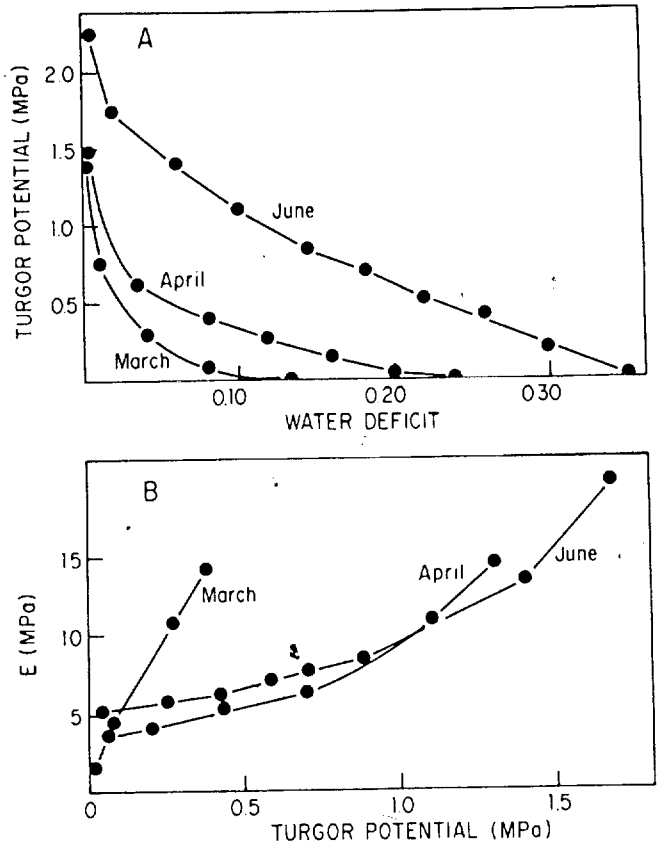 A
TURGOR POTENTIAL (MPa)
2.0
1.5
1.0
0.5
June
April
March
0.10
0.20
0.30
WATER DEFICIT
B
E (MPa)
15
10
5
0
March
April
June
0
0.5
1.0
1.5
TURGOR POTENTIAL (MPa)